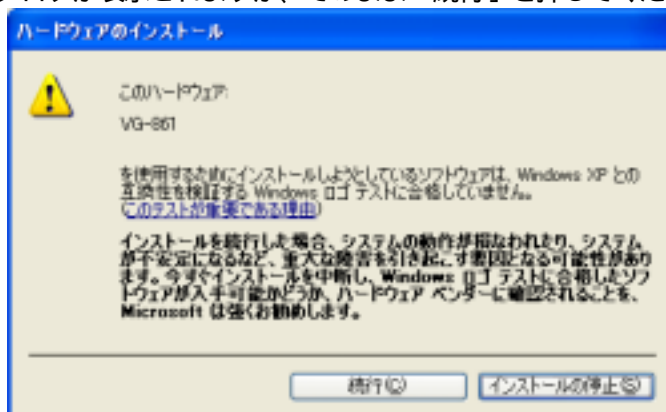 ハードウェアのインストール
このハードウェア:
VG-861
を使用するためにインストールしようとしているソフトウェアは、Windows XP との
互換性を検証する Windows ロゴ テストに合格していません。
(このテストが重要である理由)
インストールを続行した場合、システムの動作が損なわれたり、システム
が不安定になるなど、重大な障害を引き起こす要因となる可能性があり
ます。今すぐインストールを中断し、Windows ロゴ テストに合格したソフ
トウェアが入手可能かどうか、ハードウェア ベンダーに確認されることを、
Microsoft は強くお勧めします。
続行(C)
インストールの停止(S)